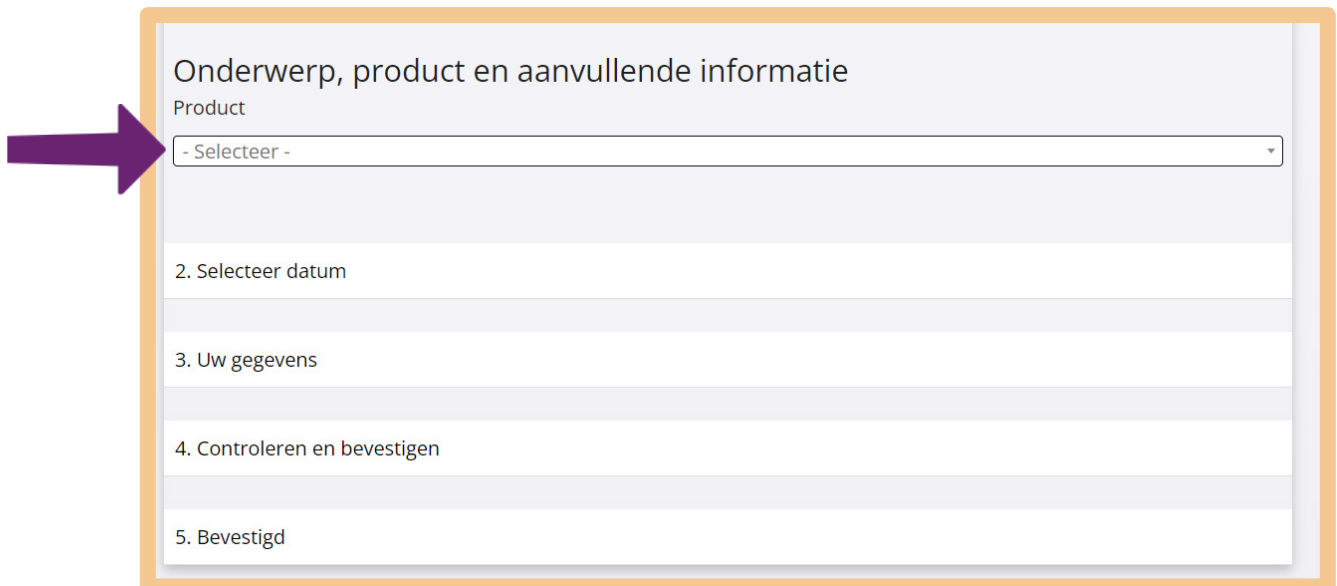 Onderwerp, product en aanvullende informatie
Product
- Selecteer -
2. Selecteer datum
3. Uw gegevens
4. Controleren en bevestigen
5. Bevestigd